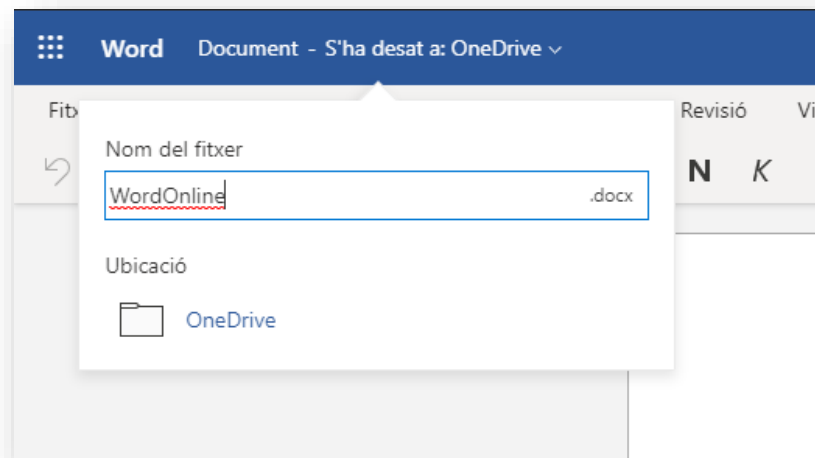 Word Document - S'ha desat a: OneDrive
Revisió
Nom del fitxer
N K
WordOnline .docx
Ubicació
OneDrive